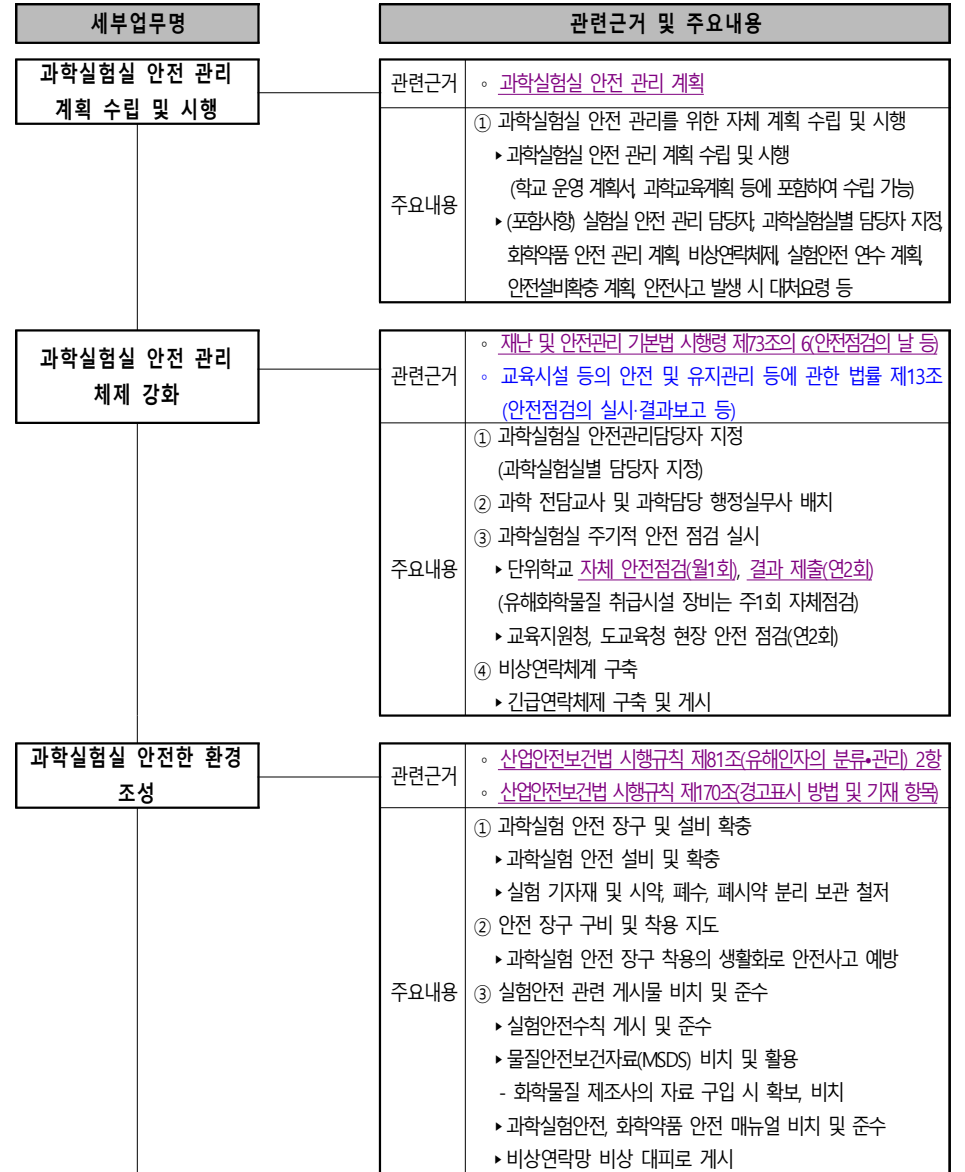 세부업무명
관련근거 및 주요내용
과학실험실 안전 관리
계획 수립 및 시행
관련근거
◦ 과학실험실 안전 관리 계획
주요내용
① 과학실험실 안전 관리를 위한 자체 계획 수립 및 시행
▸과학실험실 안전 관리 계획 수립 및 시행
(학교 운영 계획서, 과학교육계획 등에 포함하여 수립 가능)
▸(포함사항) 실험실 안전 관리 담당자, 과학실험실별 담당자 지정,
화학약품 안전 관리 계획, 비상연락체제, 실험안전 연수 계획,
안전설비확충 계획, 안전사고 발생 시 대처요령 등
과학실험실 안전 관리
체제 강화
관련근거
◦ 재난 및 안전관리 기본법 시행령 제73조의 6(안전점검의 날 등)
◦ 교육시설 등의 안전 및 유지관리 등에 관한 법률 제13조
(안전점검의 실시·결과보고 등)
주요내용
① 과학실험실 안전관리담당자 지정
(과학실험실별 담당자 지정)
② 과학 전담교사 및 과학담당 행정실무사 배치
③ 과학실험실 주기적 안전 점검 실시
▸단위학교 자체 안전점검(월1회), 결과 제출(연2회)
(유해화학물질 취급시설 장비는 주1회 자체점검)
▸교육지원청, 도교육청 현장 안전 점검(연2회)
④ 비상연락체계 구축
▸긴급연락체제 구축 및 게시
과학실험실 안전한 환경
조성
관련근거
◦ 산업안전보건법 시행규칙 제81조(유해인자의 분류•관리) 2항
◦ 산업안전보건법 시행규칙 제170조(경고표시 방법 및 기재 항목)
주요내용
① 과학실험 안전 장구 및 설비 확충
▸과학실험 안전 설비 및 확충
▸실험 기자재 및 시약, 폐수, 폐시약 분리 보관 철저
② 안전 장구 구비 및 착용 지도
▸과학실험 안전 장구 착용의 생활화로 안전사고 예방
③ 실험안전 관련 게시물 비치 및 준수
▸실험안전수칙 게시 및 준수
▸물질안전보건자료(MSDS) 비치 및 활용
- 화학물질 제조사의 자료 구입 시 확보, 비치
▸과학실험안전, 화학약품 안전 매뉴얼 비치 및 준수
▸비상연락망 비상 대피로 게시